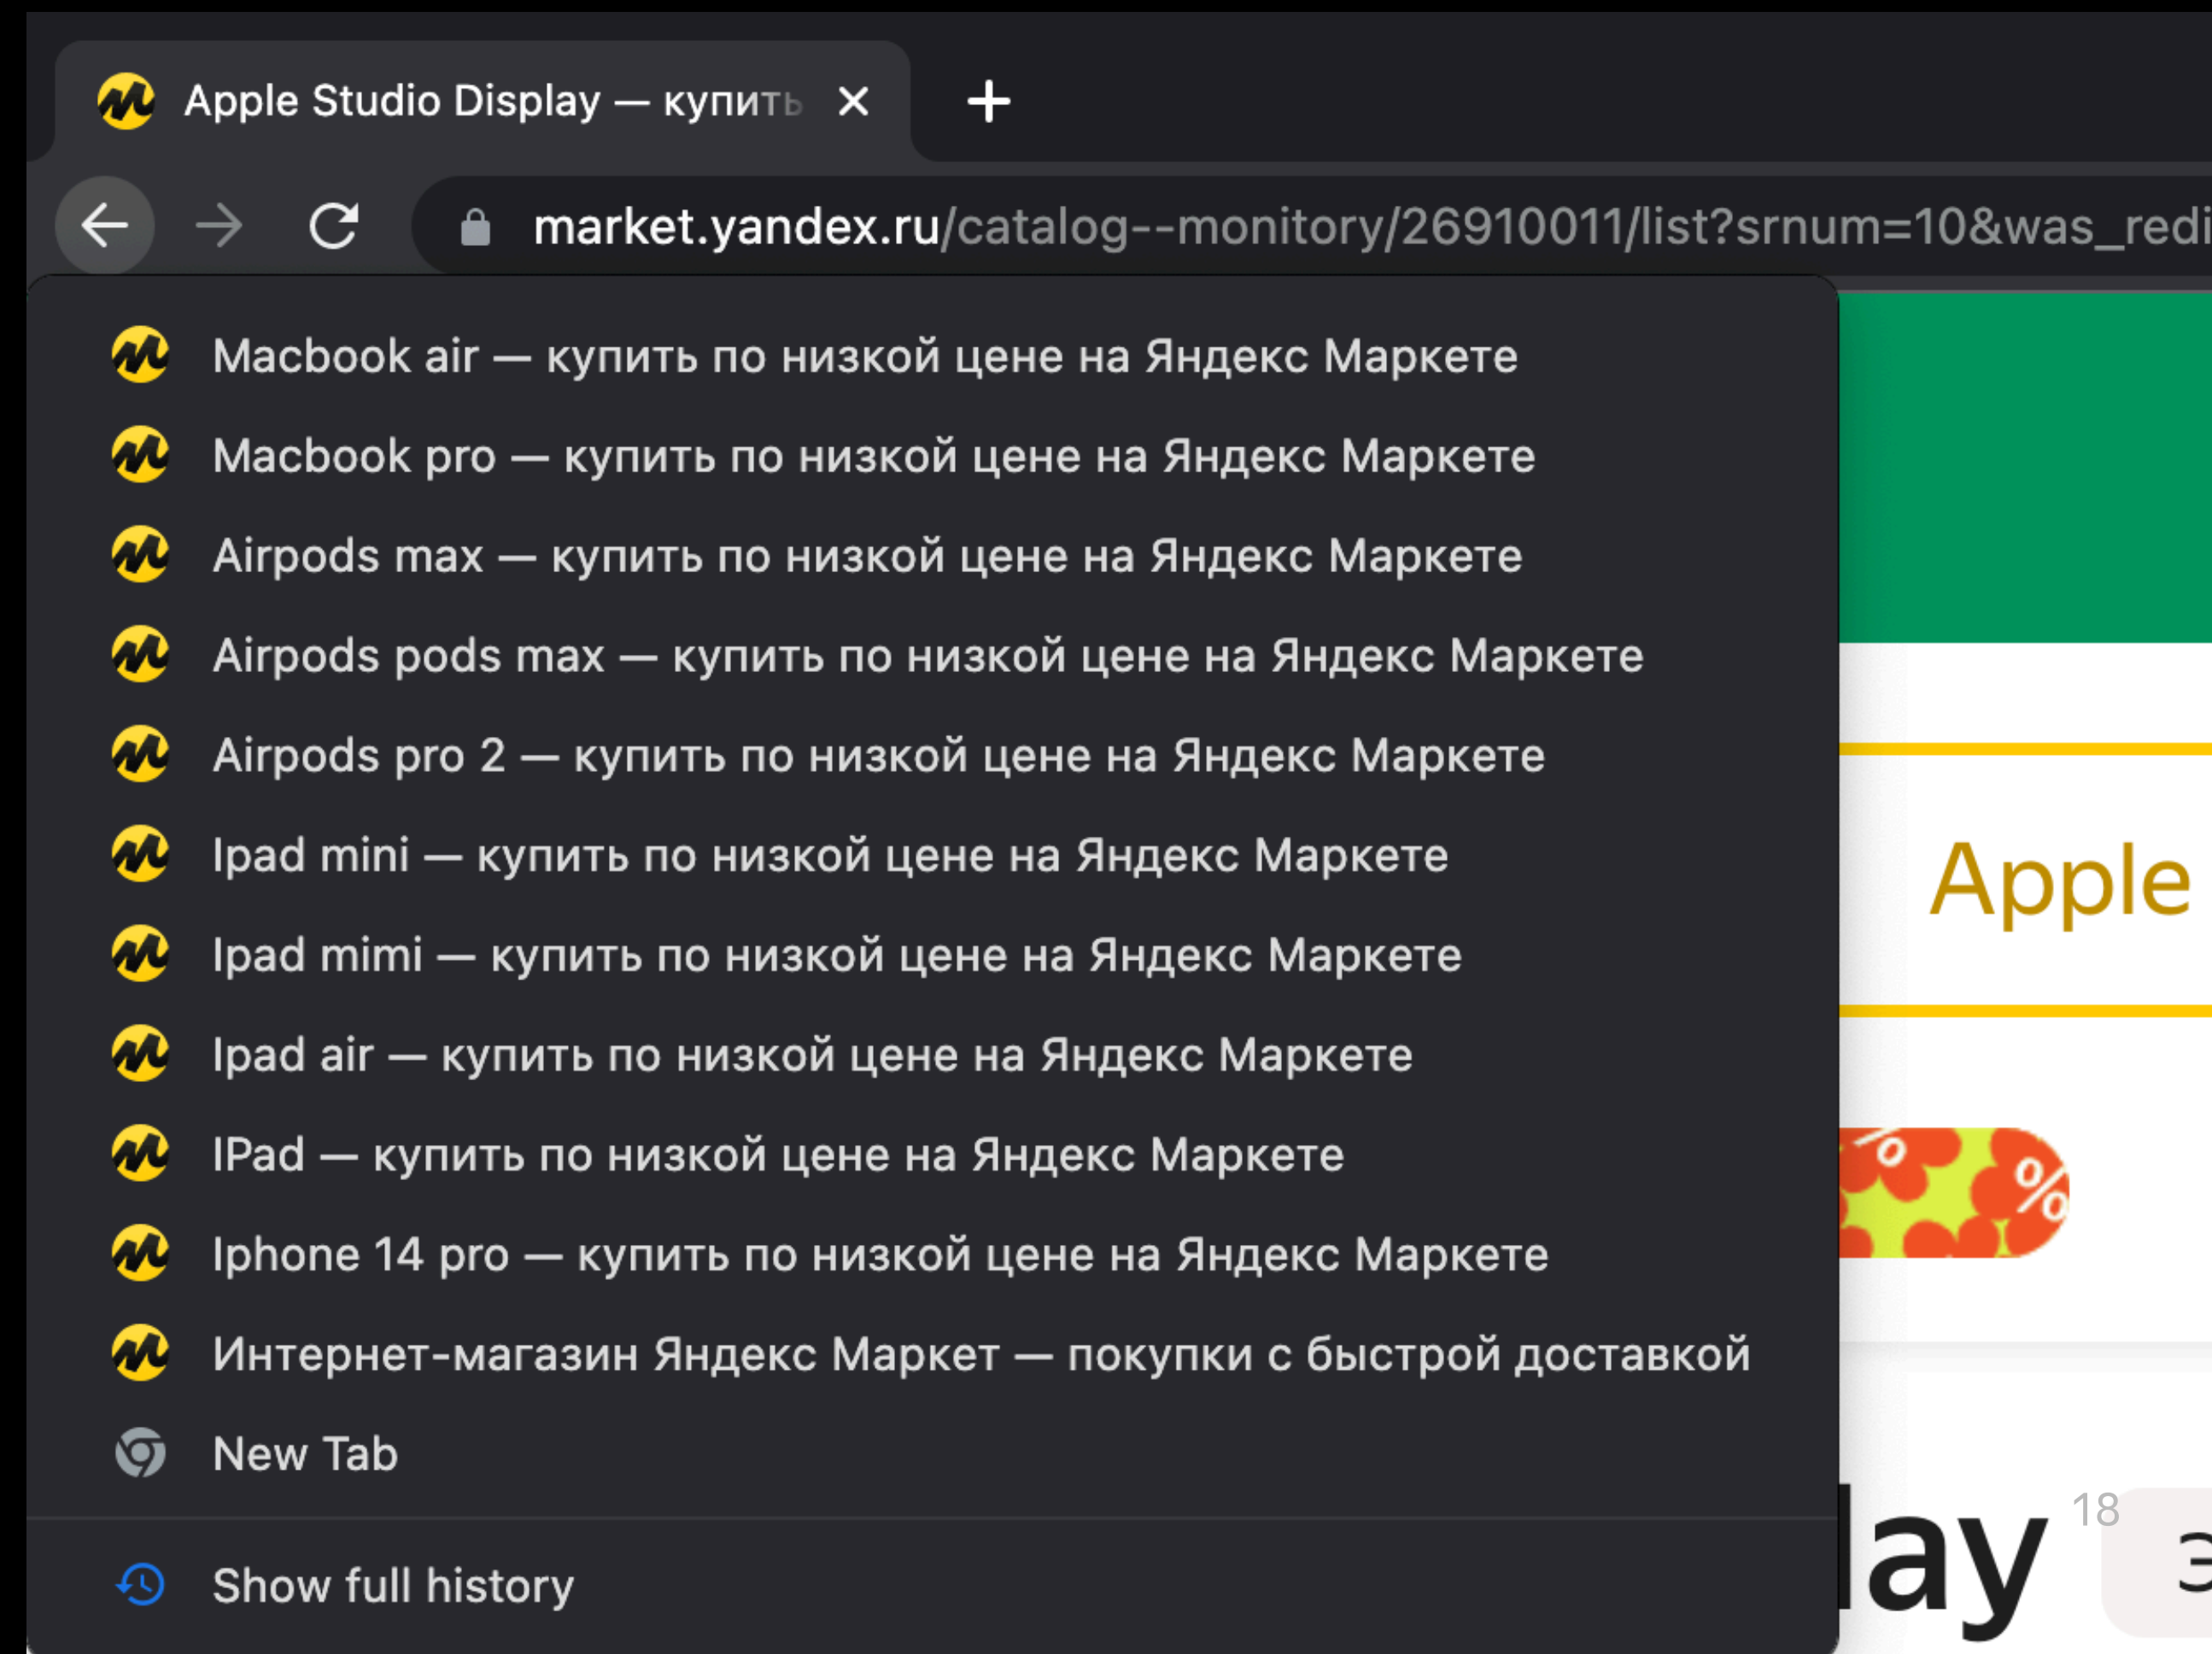 Apple Studio Display — купить
market.yandex.ru/catalog--monitory/26910011/list?srnum=10&was_redi
Macbook air — купить по низкой цене на Яндекс Маркете
Macbook pro — купить по низкой цене на Яндекс Маркете
Airpods max — купить по низкой цене на Яндекс Маркете
Airpods pods max — купить по низкой цене на Яндекс Маркете
Airpods pro 2 — купить по низкой цене на Яндекс Маркете
Ipad mini — купить по низкой цене на Яндекс Маркете
Apple
Ipad mimi — купить по низкой цене на Яндекс Маркете
Ipad air — купить по низкой цене на Яндекс Маркете
IPad — купить по низкой цене на Яндекс Маркете
% %
Iphone 14 pro — купить по низкой цене на Яндекс Маркете
Интернет-магазин Яндекс Маркет — покупки с быстрой доставкой
New Tab
lay 18
Show full history